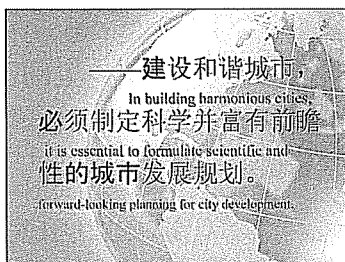 ——建设和谐城市，
In building harmonious cities,
必须制定科学并富有前瞻
it is essential to formulate scientific and
性的城市发展规划。
forward-looking planning for city development.